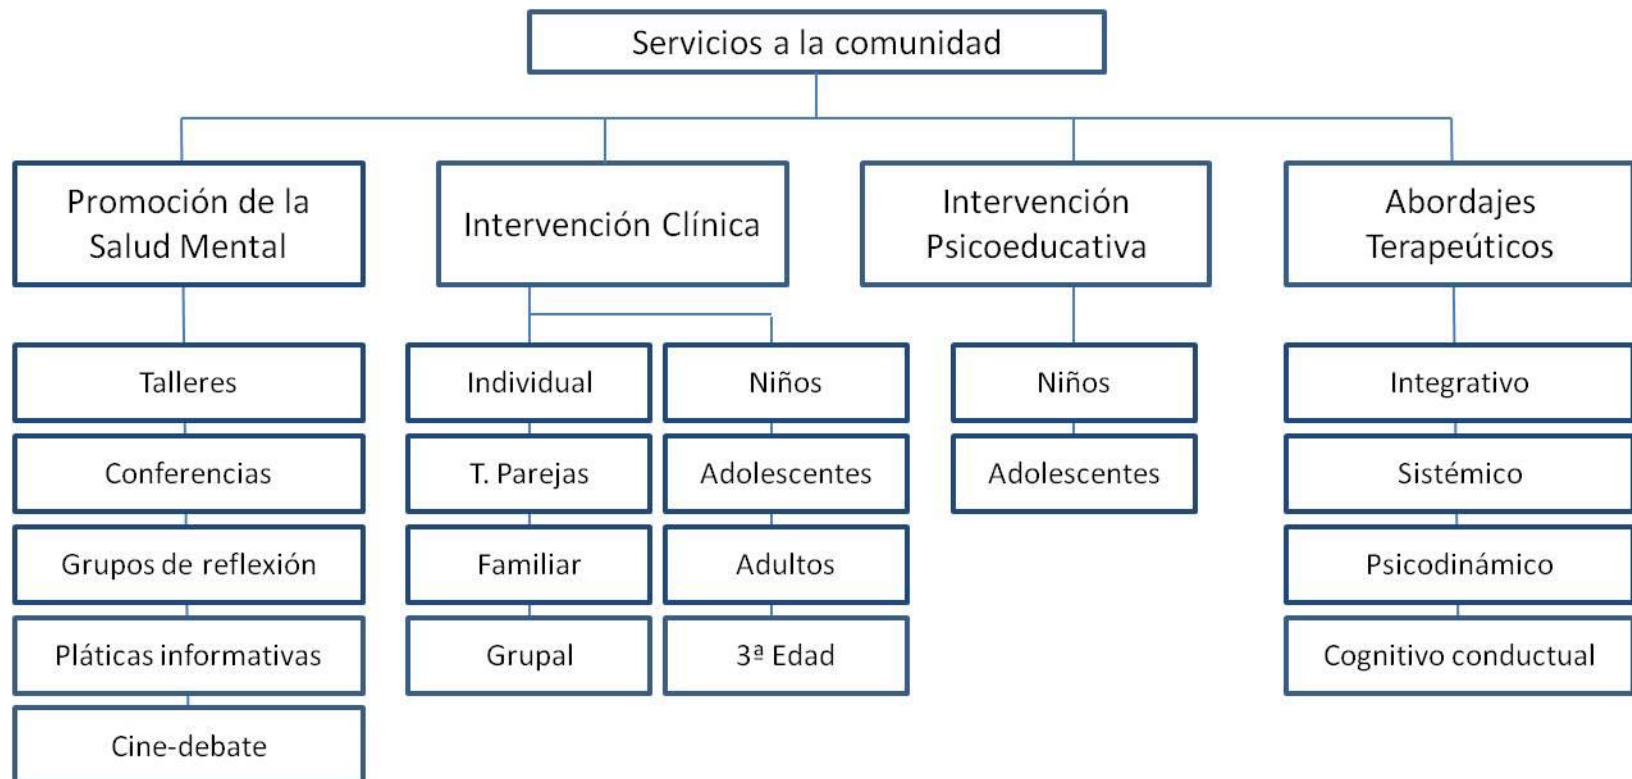 Servicios a la comunidad
Promoción de la
Salud Mental
Intervención Clínica
Intervención
Psicoeducativa
Abordajes
Terapeúticos
Talleres
Conferencias
Grupos de reflexión
Pláticas informativas
Cine-debate
Individual
T. Parejas
Familiar
Grupal
Niños
Adolescentes
Adultos
3ª Edad
Niños
Adolescentes
Integrativo
Sistémico
Psicodinámico
Cognitivo conductual